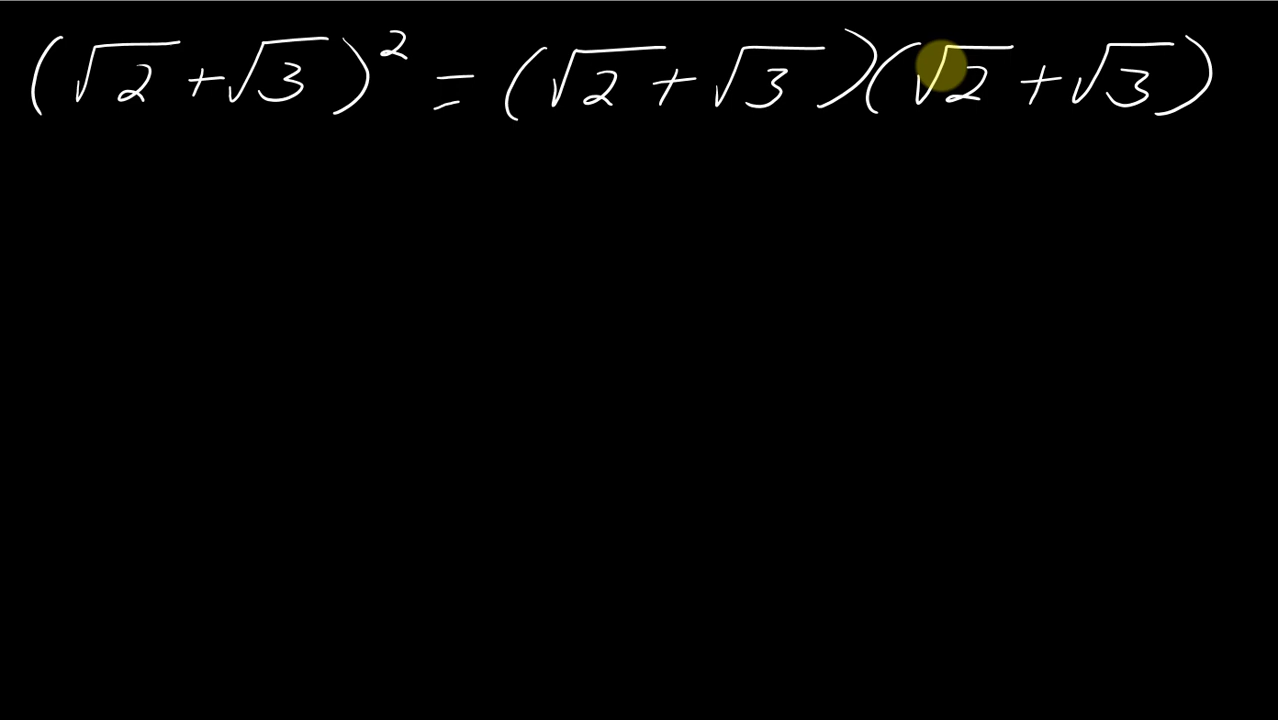 (√2 + √3)² = (√2 + √3)(√2 + √3)